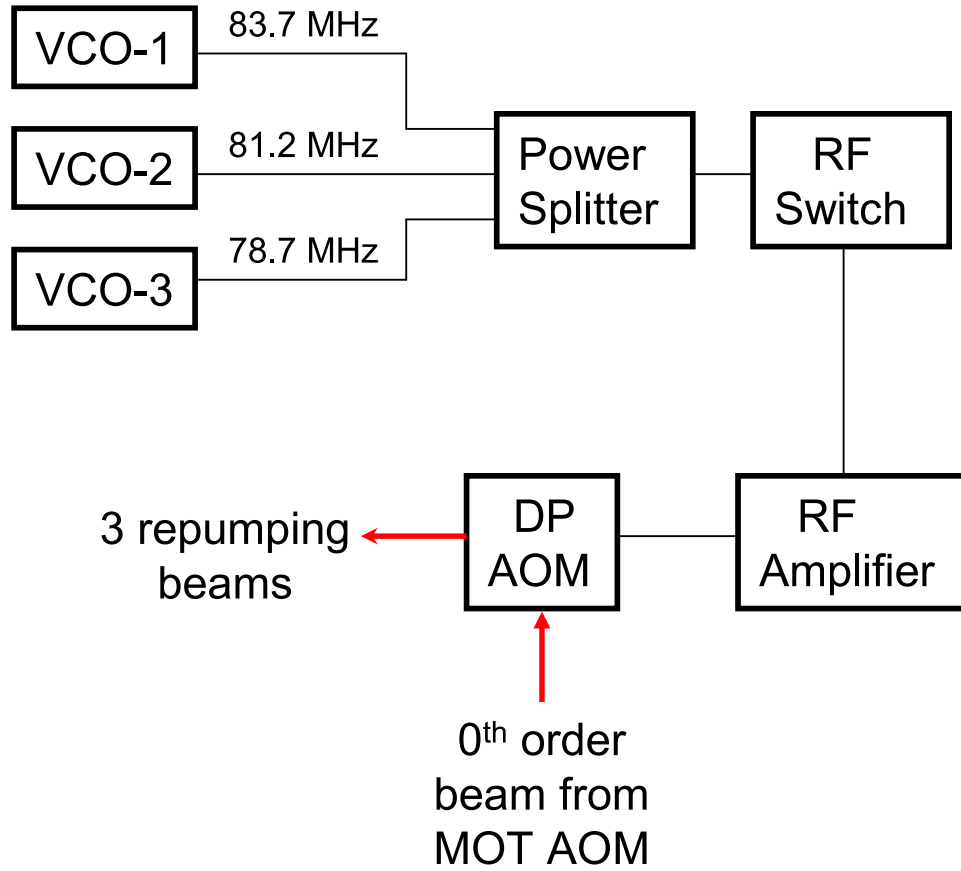 VCO-1
83.7 MHz
VCO-2
81.2 MHz
VCO-3
78.7 MHz
Power
Splitter
RF
Switch
3 repumping
beams
DP
AOM
RF
Amplifier
0th order
beam from
MOT AOM